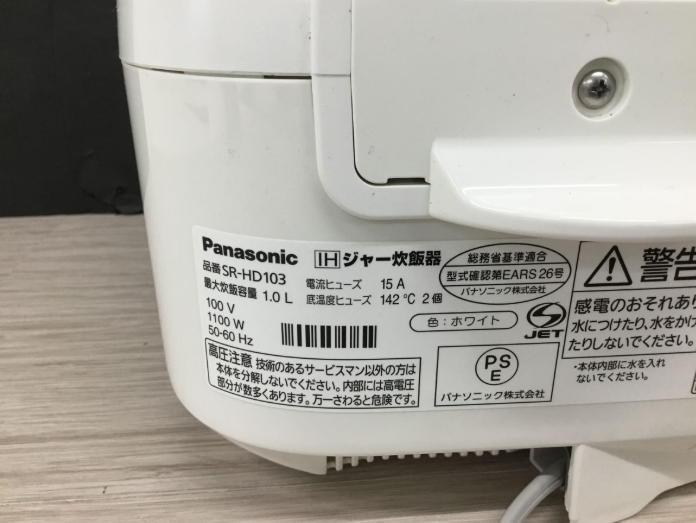 Panasonic IH ジャー炊飯器
品番 SR-HD103
最大炊飯容量 1.0 L
100 V
1100 W
50-60 Hz
電流ヒューズ 15 A
底温度ヒューズ 142 ℃ 2個
総務省基準適合
型式確認第EARS 26号
パナソニック株式会社
色：ホワイト
JET
高圧注意 技術のあるサービスマン以外の方は
本体を分解しないでください。内部には高電圧
部分が数多くあります。万一さわると危険です。
PS
E
パナソニック株式会社
警告
感電のおそれあり
水につけたり、水をかけ
たりしないでください。
・本体内部に水を入れ
ないでください。